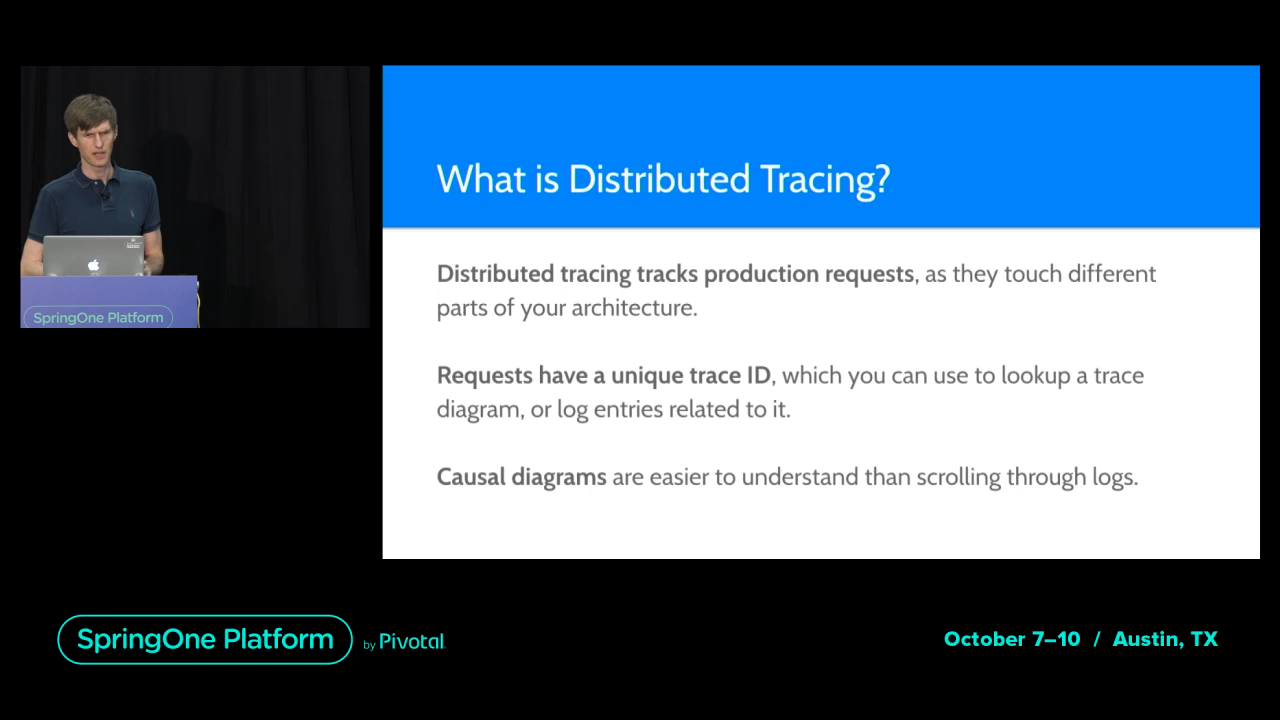 What is Distributed Tracing?
Distributed tracing tracks production requests, as they touch different
parts of your architecture.
Requests have a unique trace ID, which you can use to lookup a trace
diagram, or log entries related to it.
Causal diagrams are easier to understand than scrolling through logs.
SpringOne Platform
SpringOne Platform by Pivotal.
October 7–10 / Austin, TX